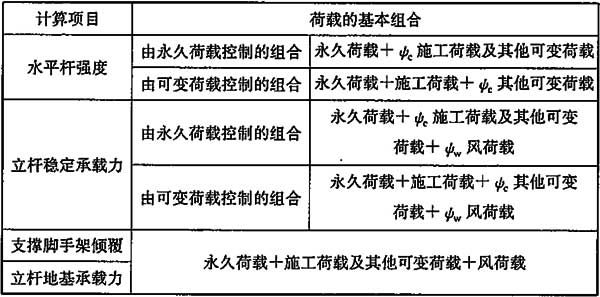 计算项目
荷载的基本组合
水平杆强度
由永久荷载控制的组合
永久荷载＋ψc 施工荷载及其他可变荷载
由可变荷载控制的组合
永久荷载＋施工荷载＋ψc 其他可变荷载
立杆稳定承载力
由永久荷载控制的组合
永久荷载＋ψc 施工荷载及其他可变
荷载＋ψw 风荷载
由可变荷载控制的组合
永久荷载＋施工荷载＋ψc 其他可变
荷载＋ψw 风荷载
支撑脚手架倾覆
立杆地基承载力
永久荷载＋施工荷载及其他可变荷载＋风荷载